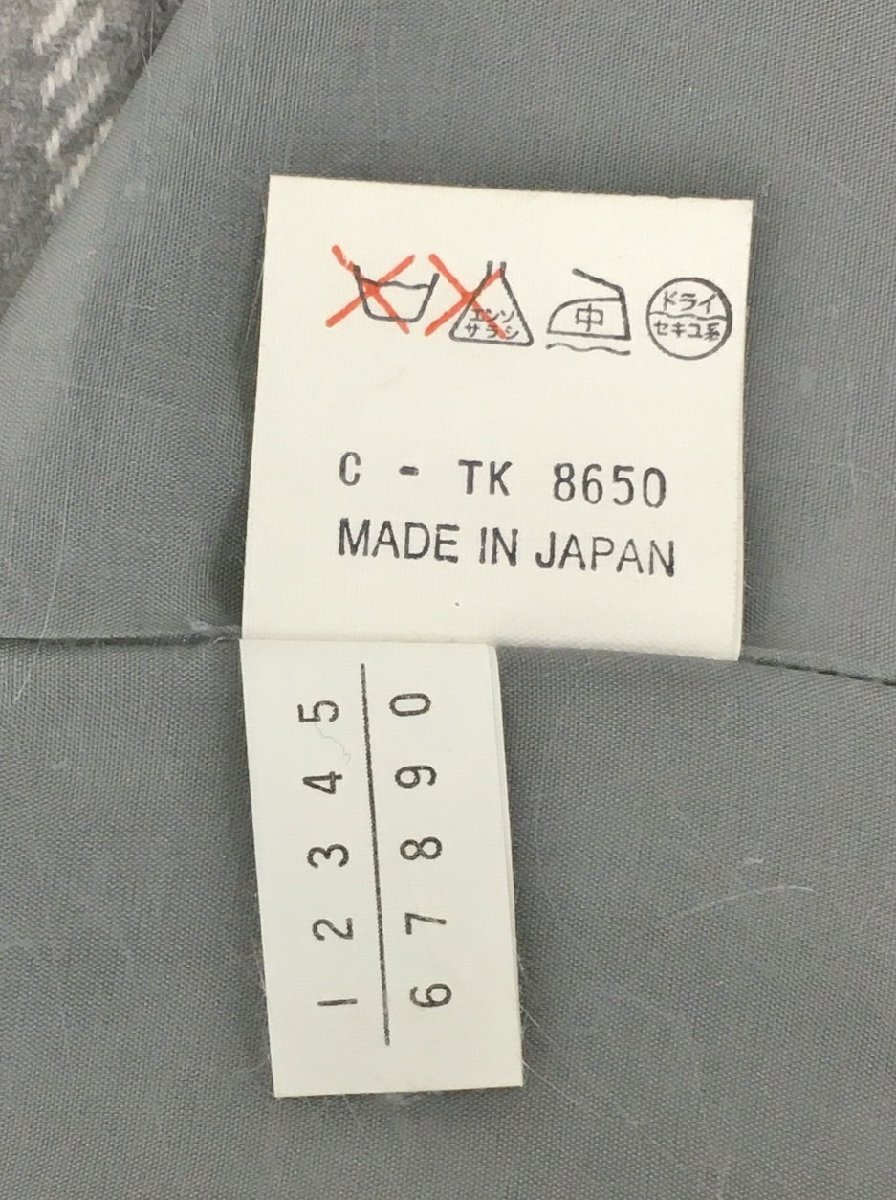 エンソ
サラシ
中
ドライ
セキユ系
C - TK 8650
MADE IN JAPAN
1 2 3 4 5
6 7 8 9 0